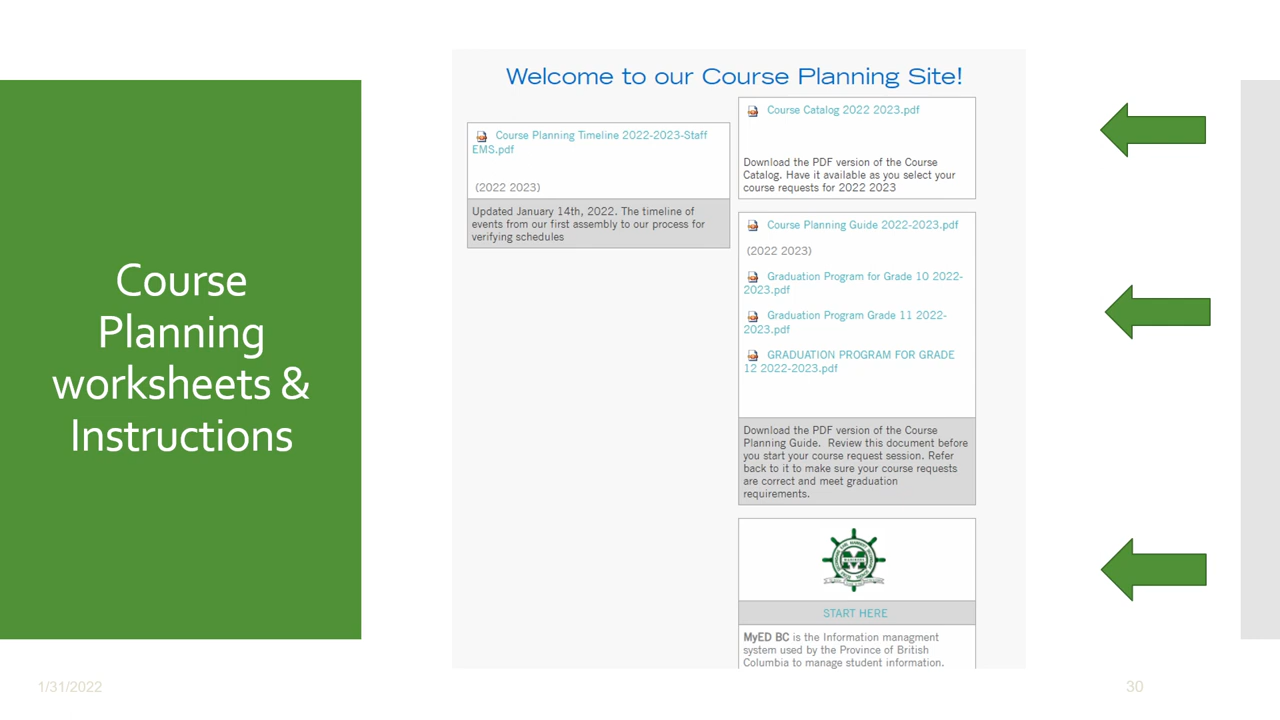 Course
Planning
worksheets &
Instructions
Welcome to our Course Planning Site!
Course Planning Timeline 2022-2023-Staff
EMS.pdf
(2022 2023)
Updated January 14th, 2022. The timeline of
events from our first assembly to our process for
verifying schedules
Course Catalog 2022 2023.pdf
Download the PDF version of the Course
Catalog. Have it available as you select your
course requests for 2022 2023
Course Planning Guide 2022-2023.pdf
(2022 2023)
Graduation Program for Grade 10 2022-
2023.pdf
Graduation Program Grade 11 2022-
2023.pdf
GRADUATION PROGRAM FOR GRADE
12 2022-2023.pdf
Download the PDF version of the Course
Planning Guide.  Review this document before
you start your course request session. Refer
back to it to make sure your course requests
are correct and meet graduation
requirements.
START HERE
MyED BC is the Information managment
system used by the Province of British
Columbia to manage student information.
1/31/2022
30